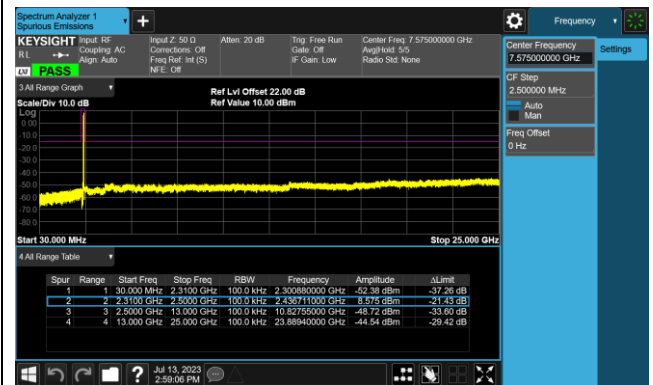 Spectrum Analyzer 1
Spurious Emissions
+
Frequency
KEYSIGHT
R L
LXI PASS
Input: RF
Coupling: AC
Align: Auto
Input Z: 50 Ω
Corrections: Off
Freq Ref: Int (S)
NFE: Off
Atten: 20 dB
Trig: Free Run
Gate: Off
IF Gain: Low
Center Freq: 7.575000000 GHz
Avg|Hold: 5/5
Radio Std: None
Center Frequency
7.575000000 GHz
Settings
CF Step
2.500000 MHz
Auto
Man
Freq Offset
0 Hz
3 All Range Graph
Scale/Div 10.0 dB
Ref Lvl Offset 22.00 dB
Ref Value 10.00 dBm
Log
0.00
-10.0
-20.0
-30.0
-40.0
-50.0
-60.0
-70.0
-80.0
Start 30.000 MHz
Stop 25.000 GHz
4 All Range Table
Spur Range Start Freq Stop Freq RBW Frequency Amplitude ΔLimit
1 1 30.000 MHz 2.3100 GHz 100.0 kHz 2.300880000 GHz -52.38 dBm -37.26 dB
2 2 2.3100 GHz 2.5000 GHz 100.0 kHz 2.436711000 GHz 8.575 dBm -21.43 dB
3 3 2.5000 GHz 13.000 GHz 100.0 kHz 10.82755000 GHz -48.72 dBm -33.60 dB
4 4 13.000 GHz 25.000 GHz 100.0 kHz 23.88940000 GHz -44.54 dBm -29.42 dB
?
Jul 13, 2023
2:59:06 PM